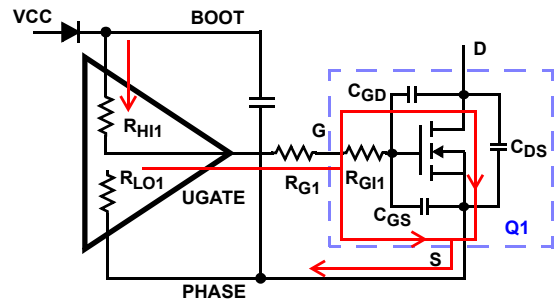 VCC
BOOT
D
CGD
RHI1
G
CDS
RLO1
RG1
RGI1
UGATE
CGS
Q1
S
PHASE